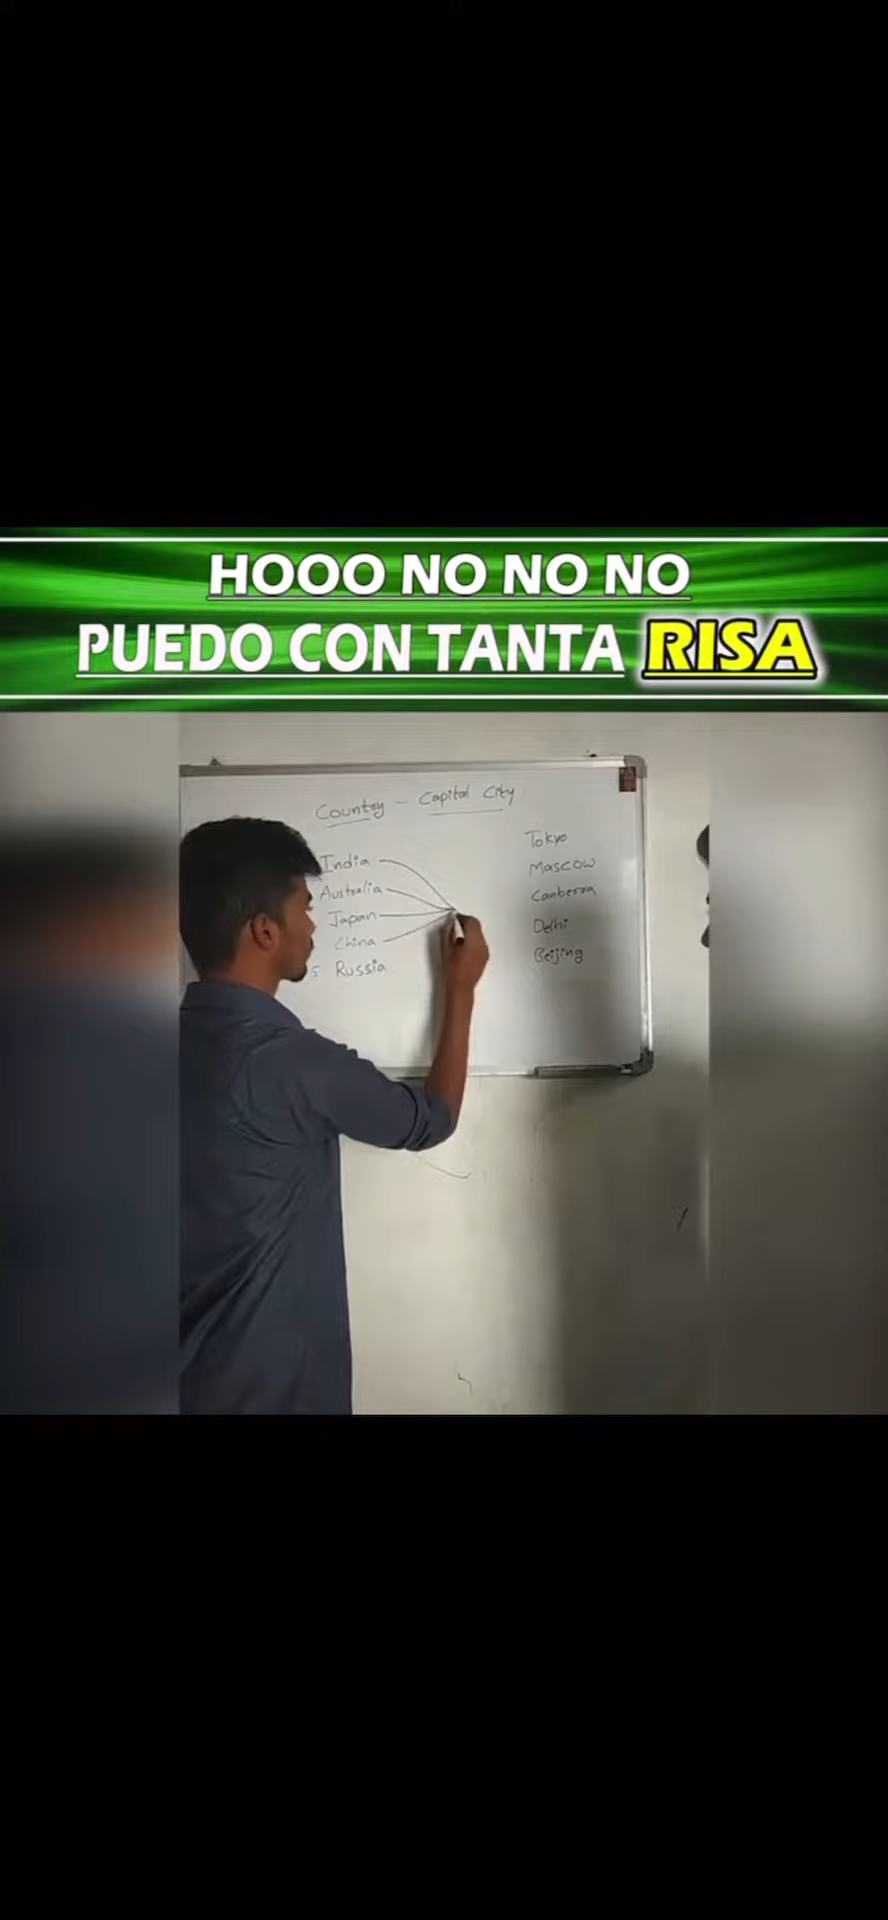 HOOO NO NO NO
PUEDO CON TANTA RISA
Country - Capital City
India
Australia
Japan
China
5 Russia
Tokyo
Mascow
Canberra
Delhi
Beijing